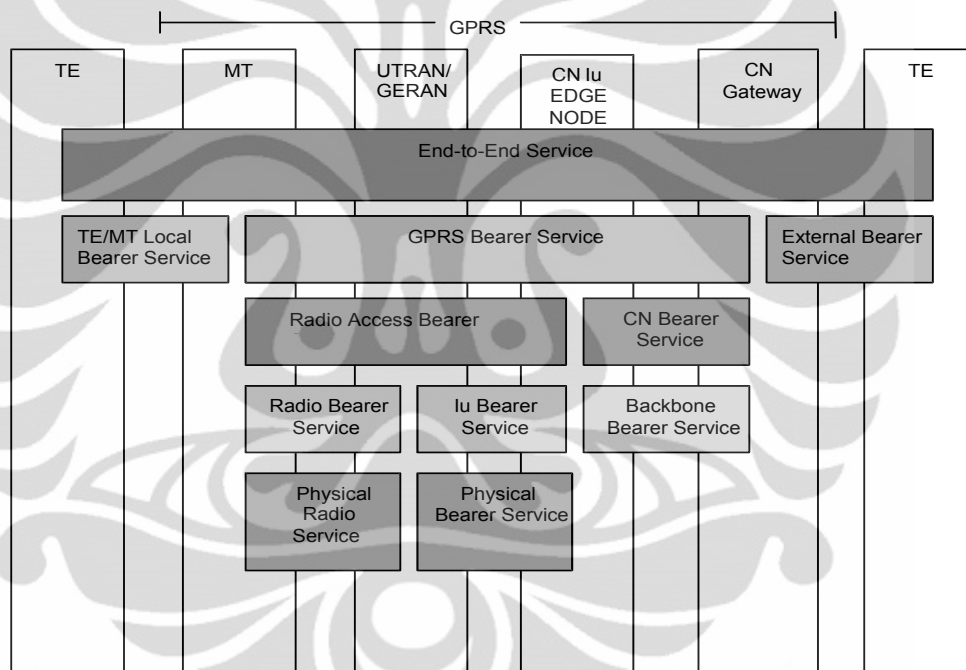 GPRS
TE
MT
UTRAN/
GERAN
CN Iu
EDGE
NODE
CN
Gateway
TE
End-to-End Service
TE/MT Local
Bearer Service
GPRS Bearer Service
External Bearer
Service
Radio Access Bearer
CN Bearer
Service
Radio Bearer
Service
Iu Bearer
Service
Backbone
Bearer Service
Physical
Radio
Service
Physical
Bearer Service